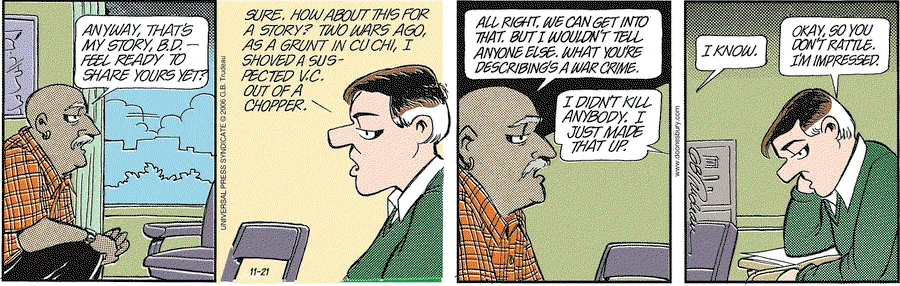 ANYWAY, THAT'S
MY STORY, B.D. —
FEEL READY TO
SHARE YOURS YET?
UNIVERSAL PRESS SYNDICATE © 2006 G.B. Trudeau
SURE. HOW ABOUT THIS FOR
A STORY? TWO WARS AGO,
AS A GRUNT IN CU CHI, I
SHOVED A SUS-
PECTED V.C.
OUT OF A
CHOPPER.
11-21
ALL RIGHT, WE CAN GET INTO
THAT. BUT I WOULDN'T TELL
ANYONE ELSE. WHAT YOU'RE
DESCRIBING'S A WAR CRIME.
I DIDN'T KILL
ANYBODY. I
JUST MADE
THAT UP.
www.doonesbury.com
I KNOW.
OKAY, SO YOU
DON'T RATTLE.
I'M IMPRESSED.
GBTrudeau